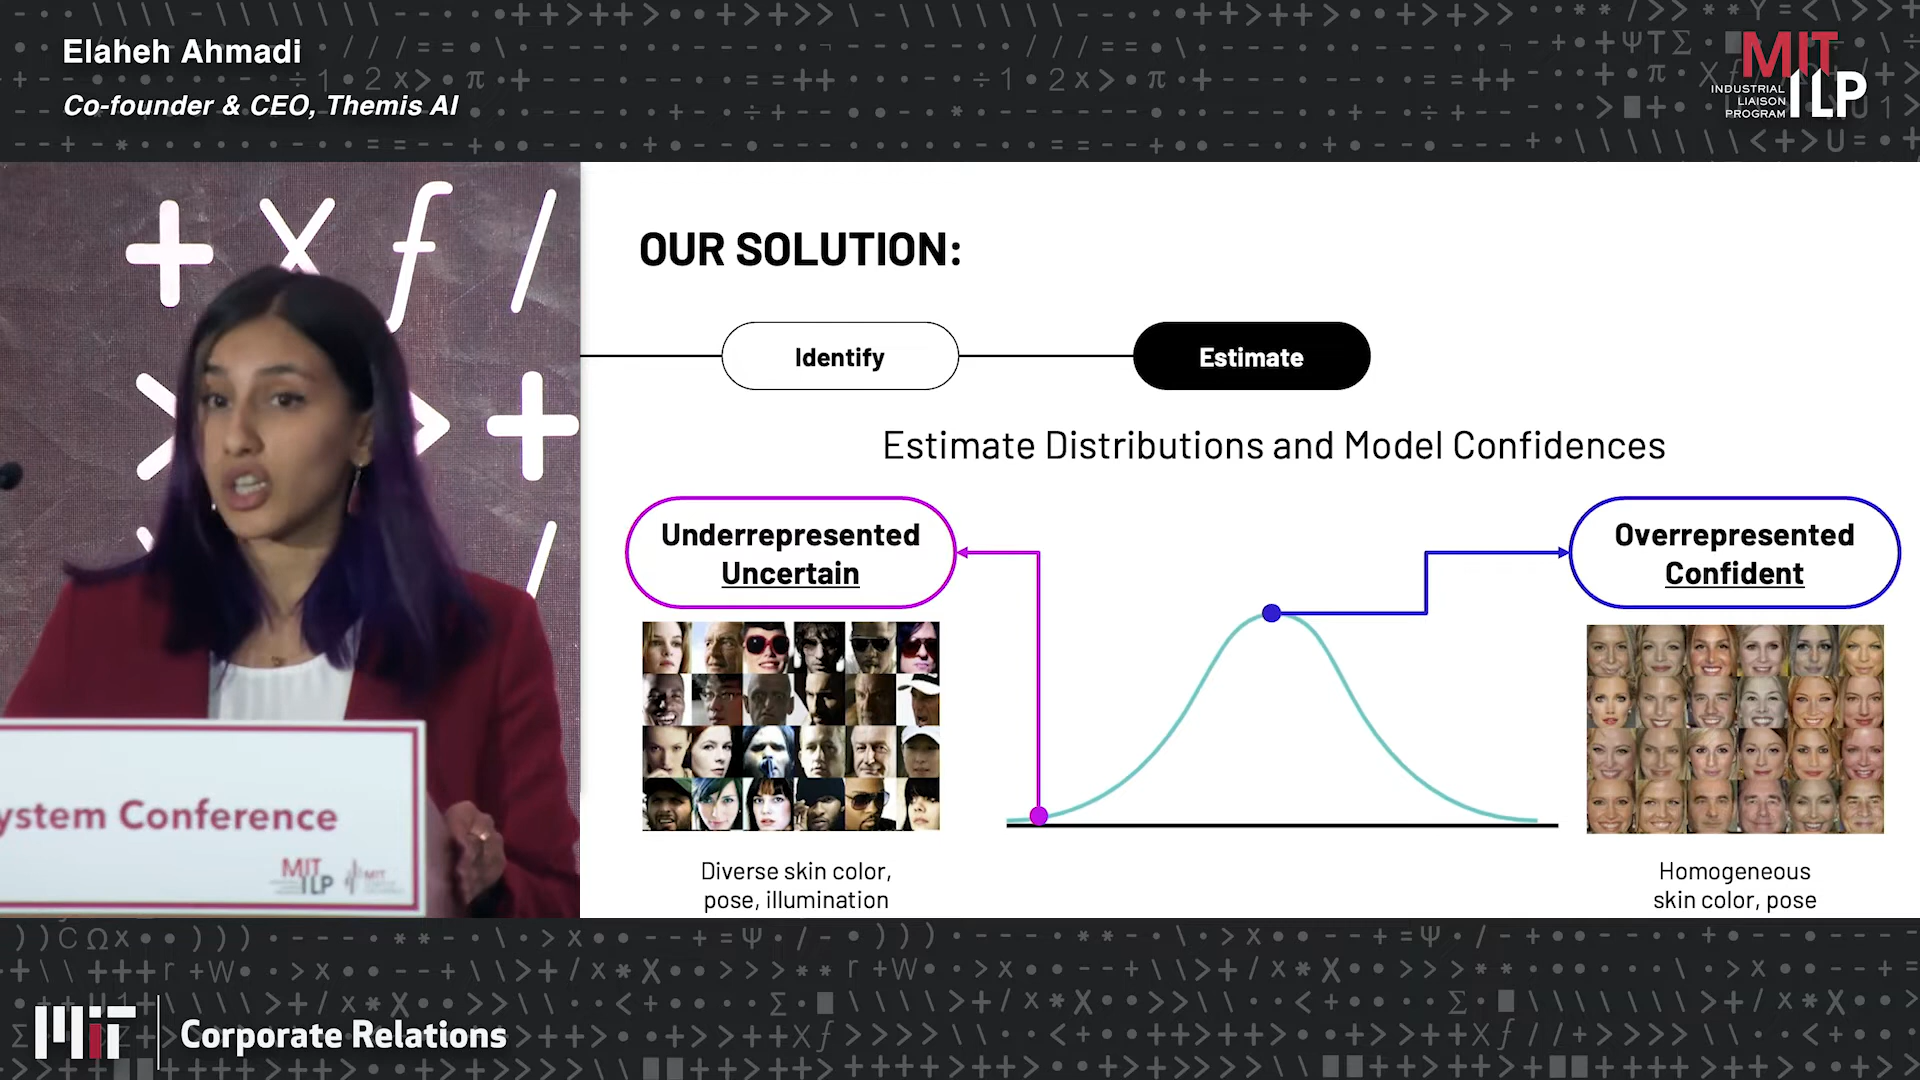 Elaheh Ahmadi
Co-founder & CEO, Themis AI
MIT
ILP
INDUSTRIAL
LIAISON
PROGRAM
OUR SOLUTION:
Identify
Estimate
Estimate Distributions and Model Confidences
Underrepresented
Uncertain
Overrepresented
Confident
Diverse skin color,
pose, illumination
Homogeneous
skin color, pose
ystem Conference
MIT
ILP
MIT
MIT
Corporate Relations